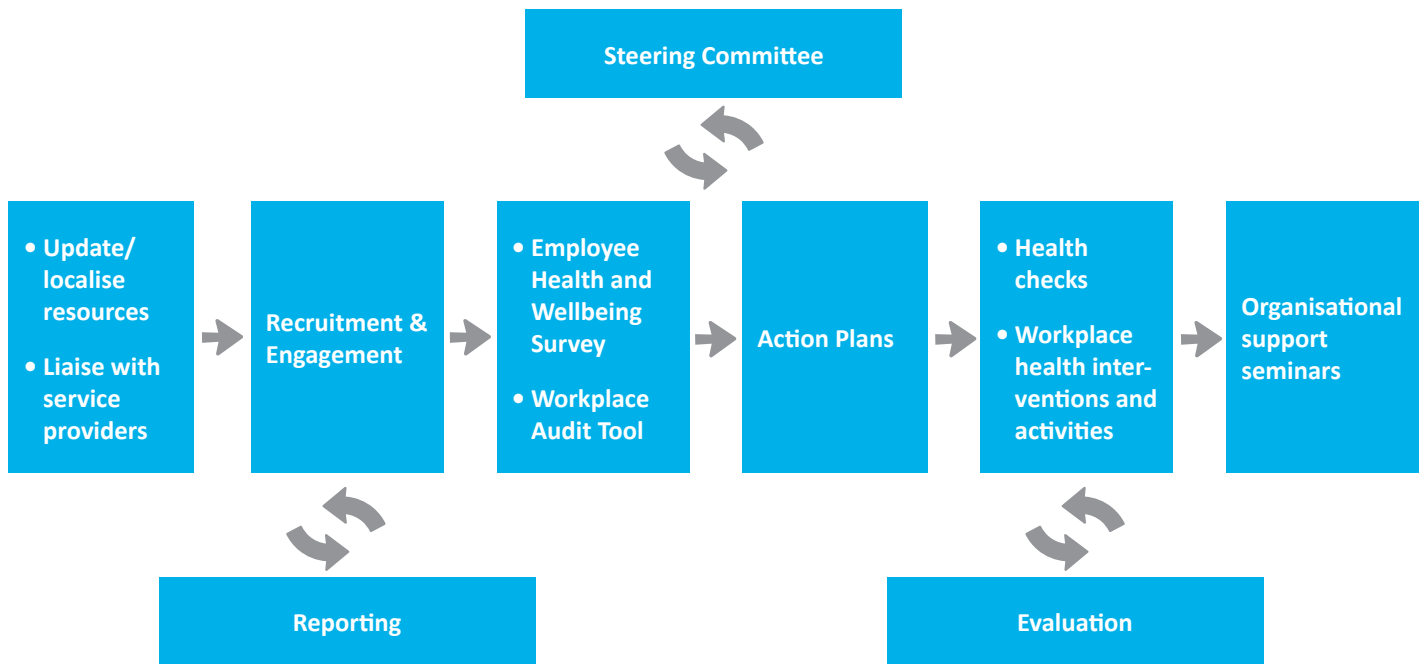 Steering Committee
• Update/
localise
resources
• Liaise with
service
providers
Recruitment &
Engagement
• Employee
Health and
Wellbeing
Survey
• Workplace
Audit Tool
Action Plans
• Health
checks
• Workplace
health inter-
ventions and
activities
Organisational
support
seminars
Reporting
Evaluation